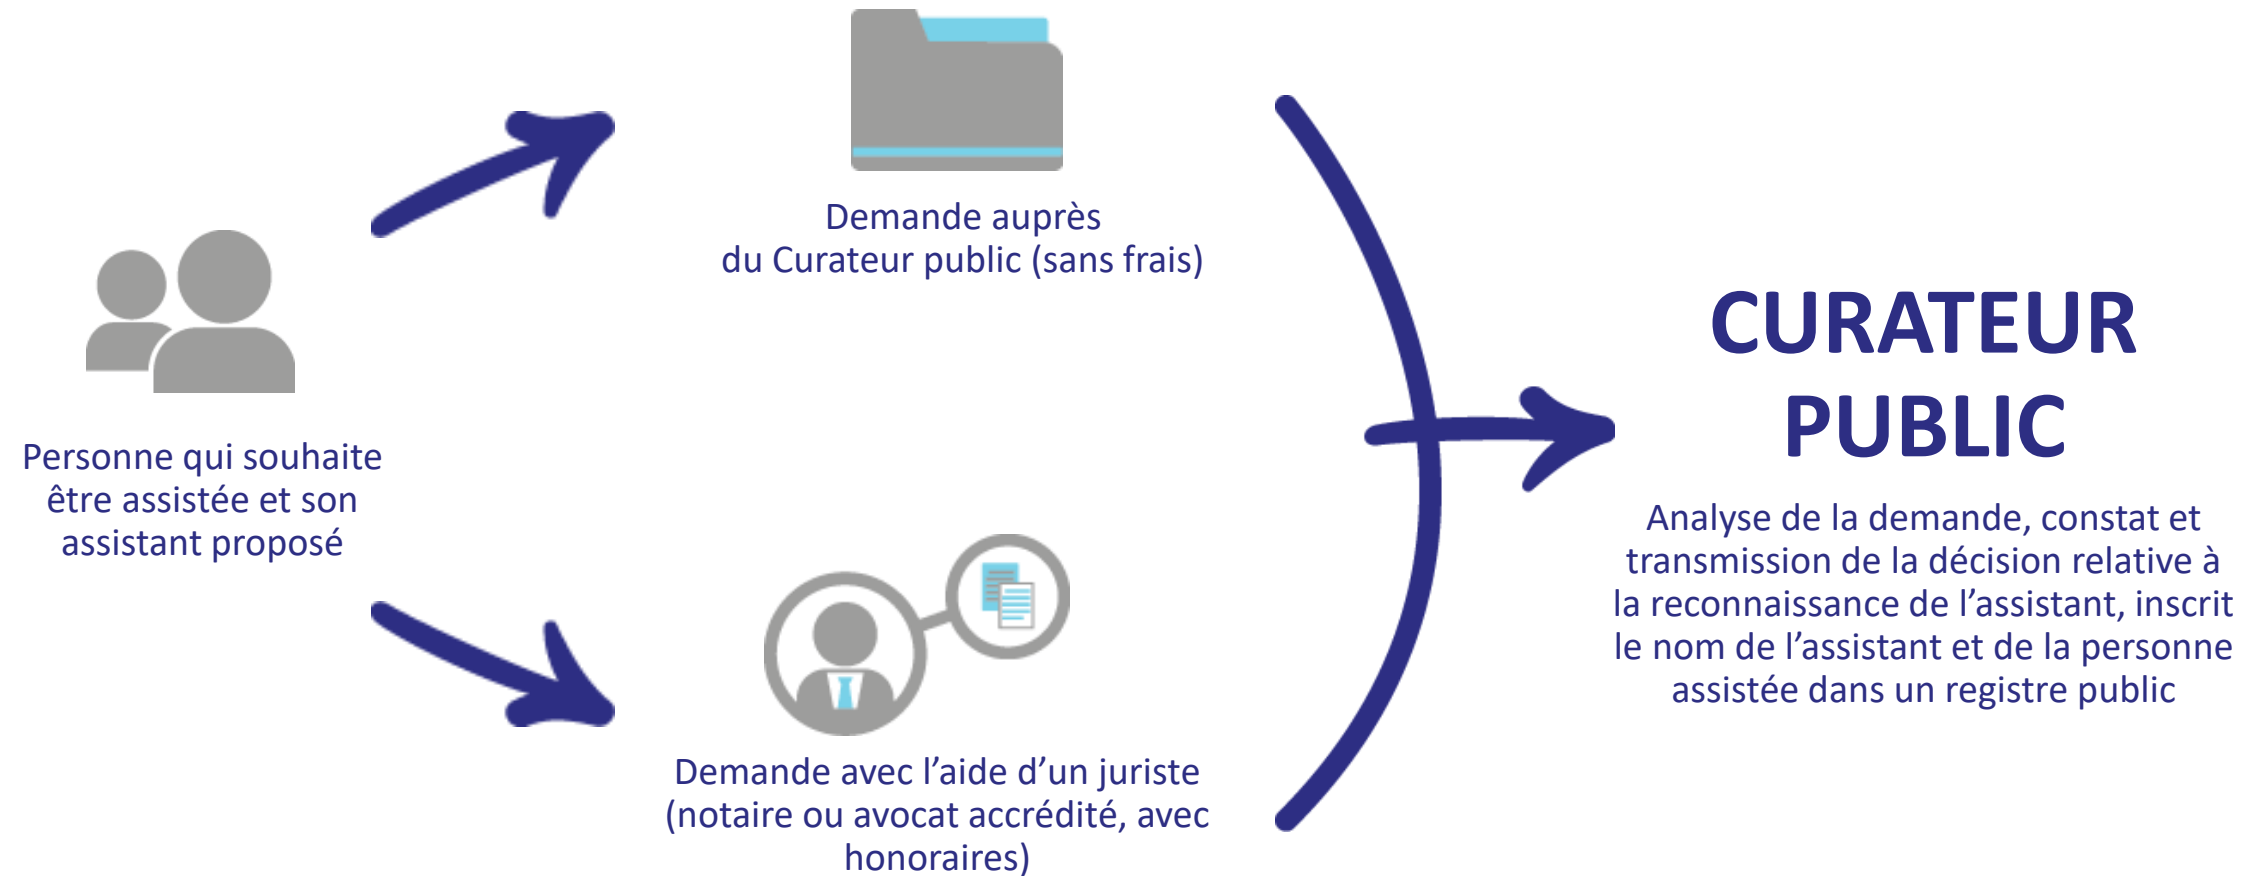 Personne qui souhaite
être assistée et son
assistant proposé
Demande auprès
du Curateur public (sans frais)
Demande avec l’aide d’un juriste
(notaire ou avocat accrédité, avec
honoraires)
CURATEUR
PUBLIC
Analyse de la demande, constat et
transmission de la décision relative à
la reconnaissance de l’assistant, inscrit
le nom de l’assistant et de la personne
assistée dans un registre public